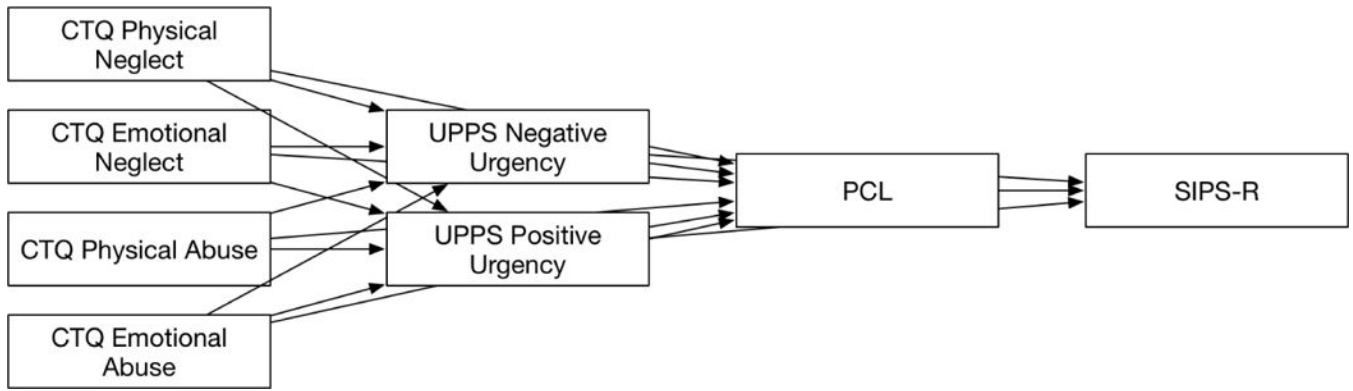 CTQ Physical
Neglect
CTQ Emotional
Neglect
CTQ Physical Abuse
CTQ Emotional
Abuse
UPPS Negative
Urgency
UPPS Positive
Urgency
PCL
SIPS-R